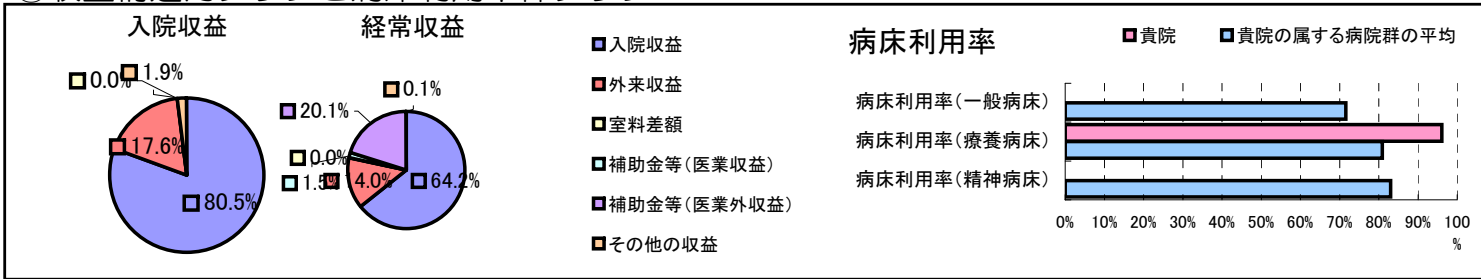 入院収益
0.0%
1.9%
17.6%
80.5%
経常収益
0.1%
20.1%
0.0%
1.5%
14.0%
64.2%
入院収益
外来収益
室料差額
補助金等(医業収益)
補助金等(医業外収益)
その他の収益
病床利用率
貴院 貴院の属する病院群の平均
病床利用率(一般病床)
病床利用率(療養病床)
病床利用率(精神病床)
0% 10% 20% 30% 40% 50% 60% 70% 80% 90% 100
%